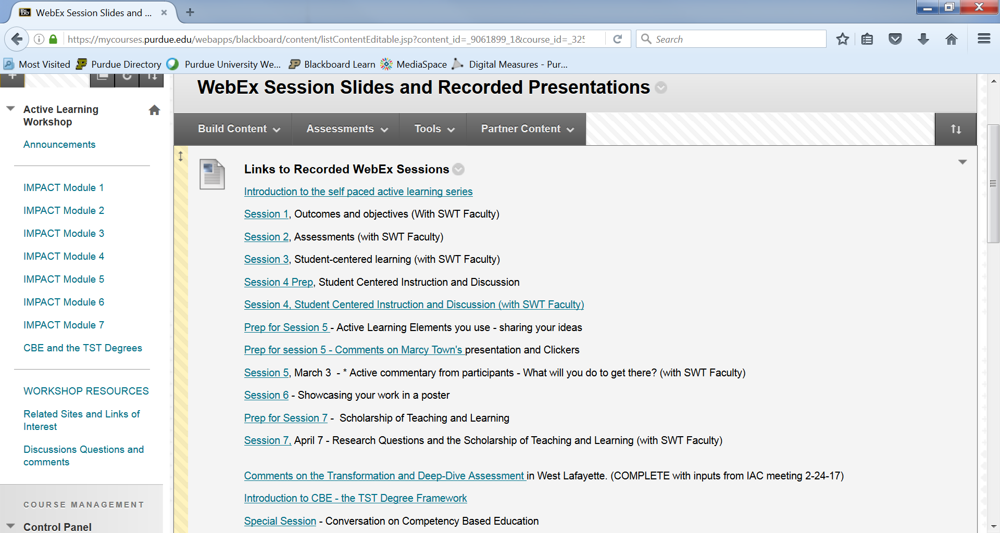 Bb WebEx Session Slides and ...
https://mycourses.purdue.edu/webapps/blackboard/content/listContentEditable.jsp?content_id=_9061899_1&course_id=_325
Search
Most Visited Purdue Directory Purdue University We... Blackboard Learn MediaSpace Digital Measures - Pur...
WebEx Session Slides and Recorded Presentations
Active Learning
Workshop
Announcements
IMPACT Module 1
IMPACT Module 2
IMPACT Module 3
IMPACT Module 4
IMPACT Module 5
IMPACT Module 6
IMPACT Module 7
CBE and the TST Degrees
WORKSHOP RESOURCES
Related Sites and Links of
Interest
Discussions Questions and
comments
COURSE MANAGEMENT
Control Panel
Build Content Assessments Tools Partner Content
Links to Recorded WebEx Sessions
Introduction to the self paced active learning series
Session 1, Outcomes and objectives (With SWT Faculty)
Session 2, Assessments (with SWT Faculty)
Session 3, Student-centered learning (with SWT Faculty)
Session 4 Prep, Student Centered Instruction and Discussion
Session 4, Student Centered Instruction and Discussion (with SWT Faculty)
Prep for Session 5 - Active Learning Elements you use - sharing your ideas
Prep for session 5 - Comments on Marcy Town's presentation and Clickers
Session 5, March 3 - * Active commentary from participants - What will you do to get there? (with SWT Faculty)
Session 6 - Showcasing your work in a poster
Prep for Session 7 - Scholarship of Teaching and Learning
Session 7, April 7 - Research Questions and the Scholarship of Teaching and Learning (with SWT Faculty)
Comments on the Transformation and Deep-Dive Assessment in West Lafayette. (COMPLETE with inputs from IAC meeting 2-24-17)
Introduction to CBE - the TST Degree Framework
Special Session - Conversation on Competency Based Education